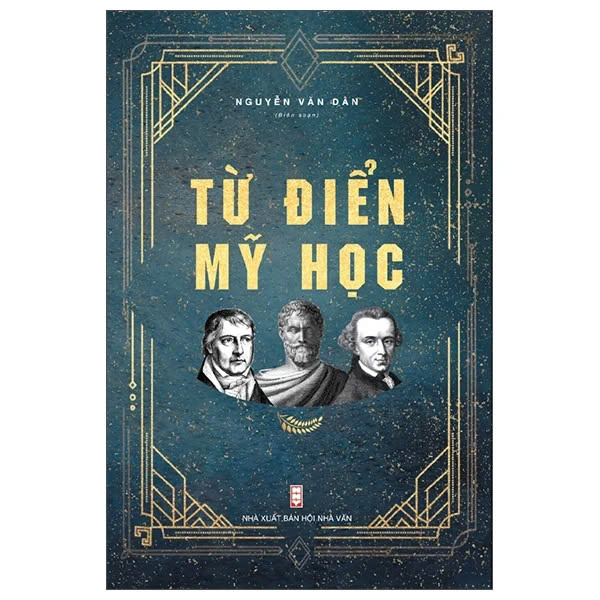 NGUYỄN VĂN DÂN
(Biên soạn)
TỪ ĐIỂN
MỸ HỌC
NHÀ XUẤT BẢN HỘI NHÀ VĂN